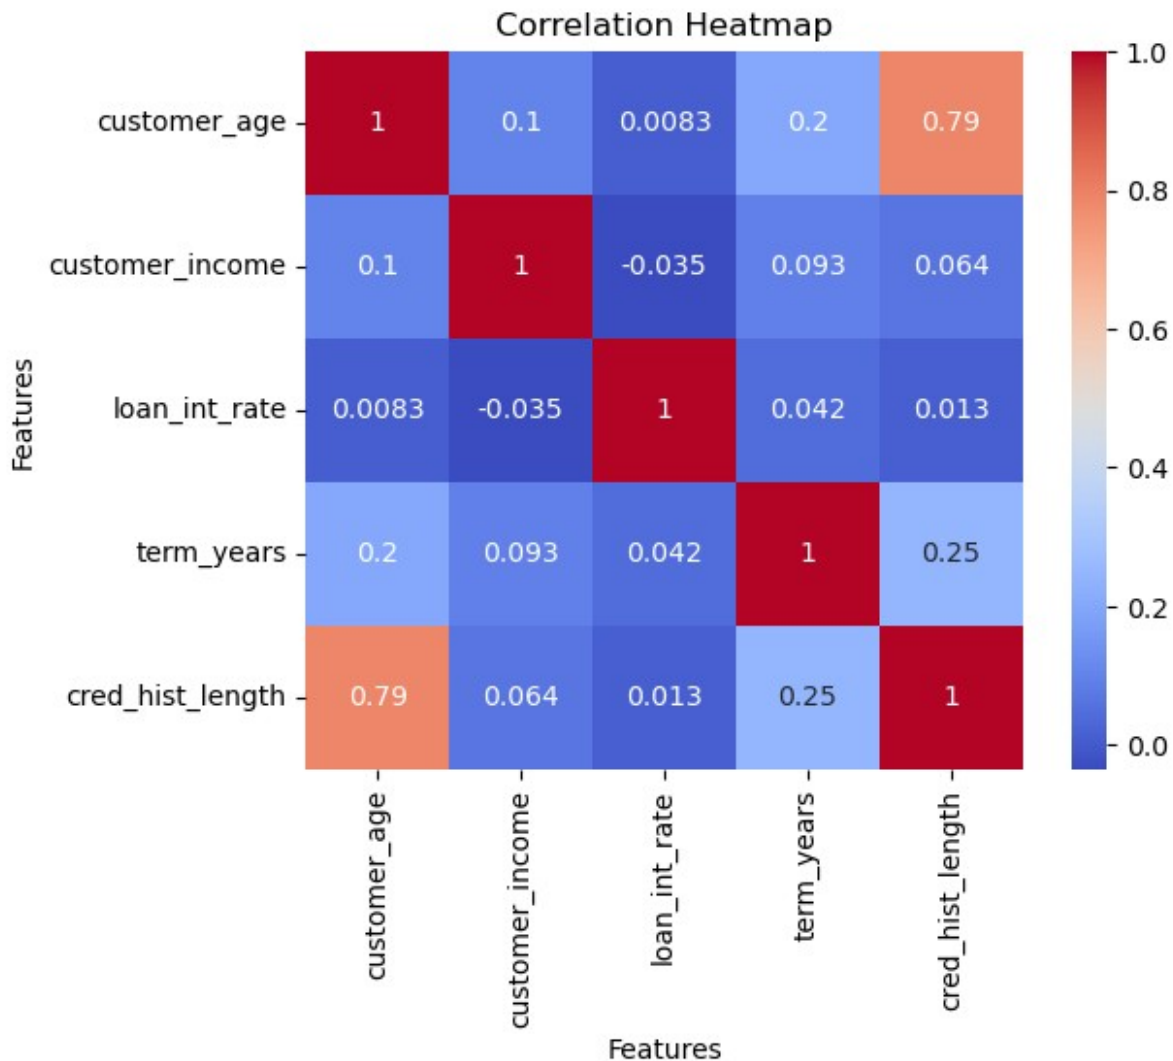 Correlation Heatmap
customer_age 1 0.1 0.0083 0.2 0.79
customer_income 0.1 1 -0.035 0.093 0.064
loan_int_rate 0.0083 -0.035 1 0.042 0.013
term_years 0.2 0.093 0.042 1 0.25
cred_hist_length 0.79 0.064 0.013 0.25 1
Features
customer_age
customer_income
loan_int_rate
term_years
cred_hist_length
Features
1.0
0.8
0.6
0.4
0.2
0.0